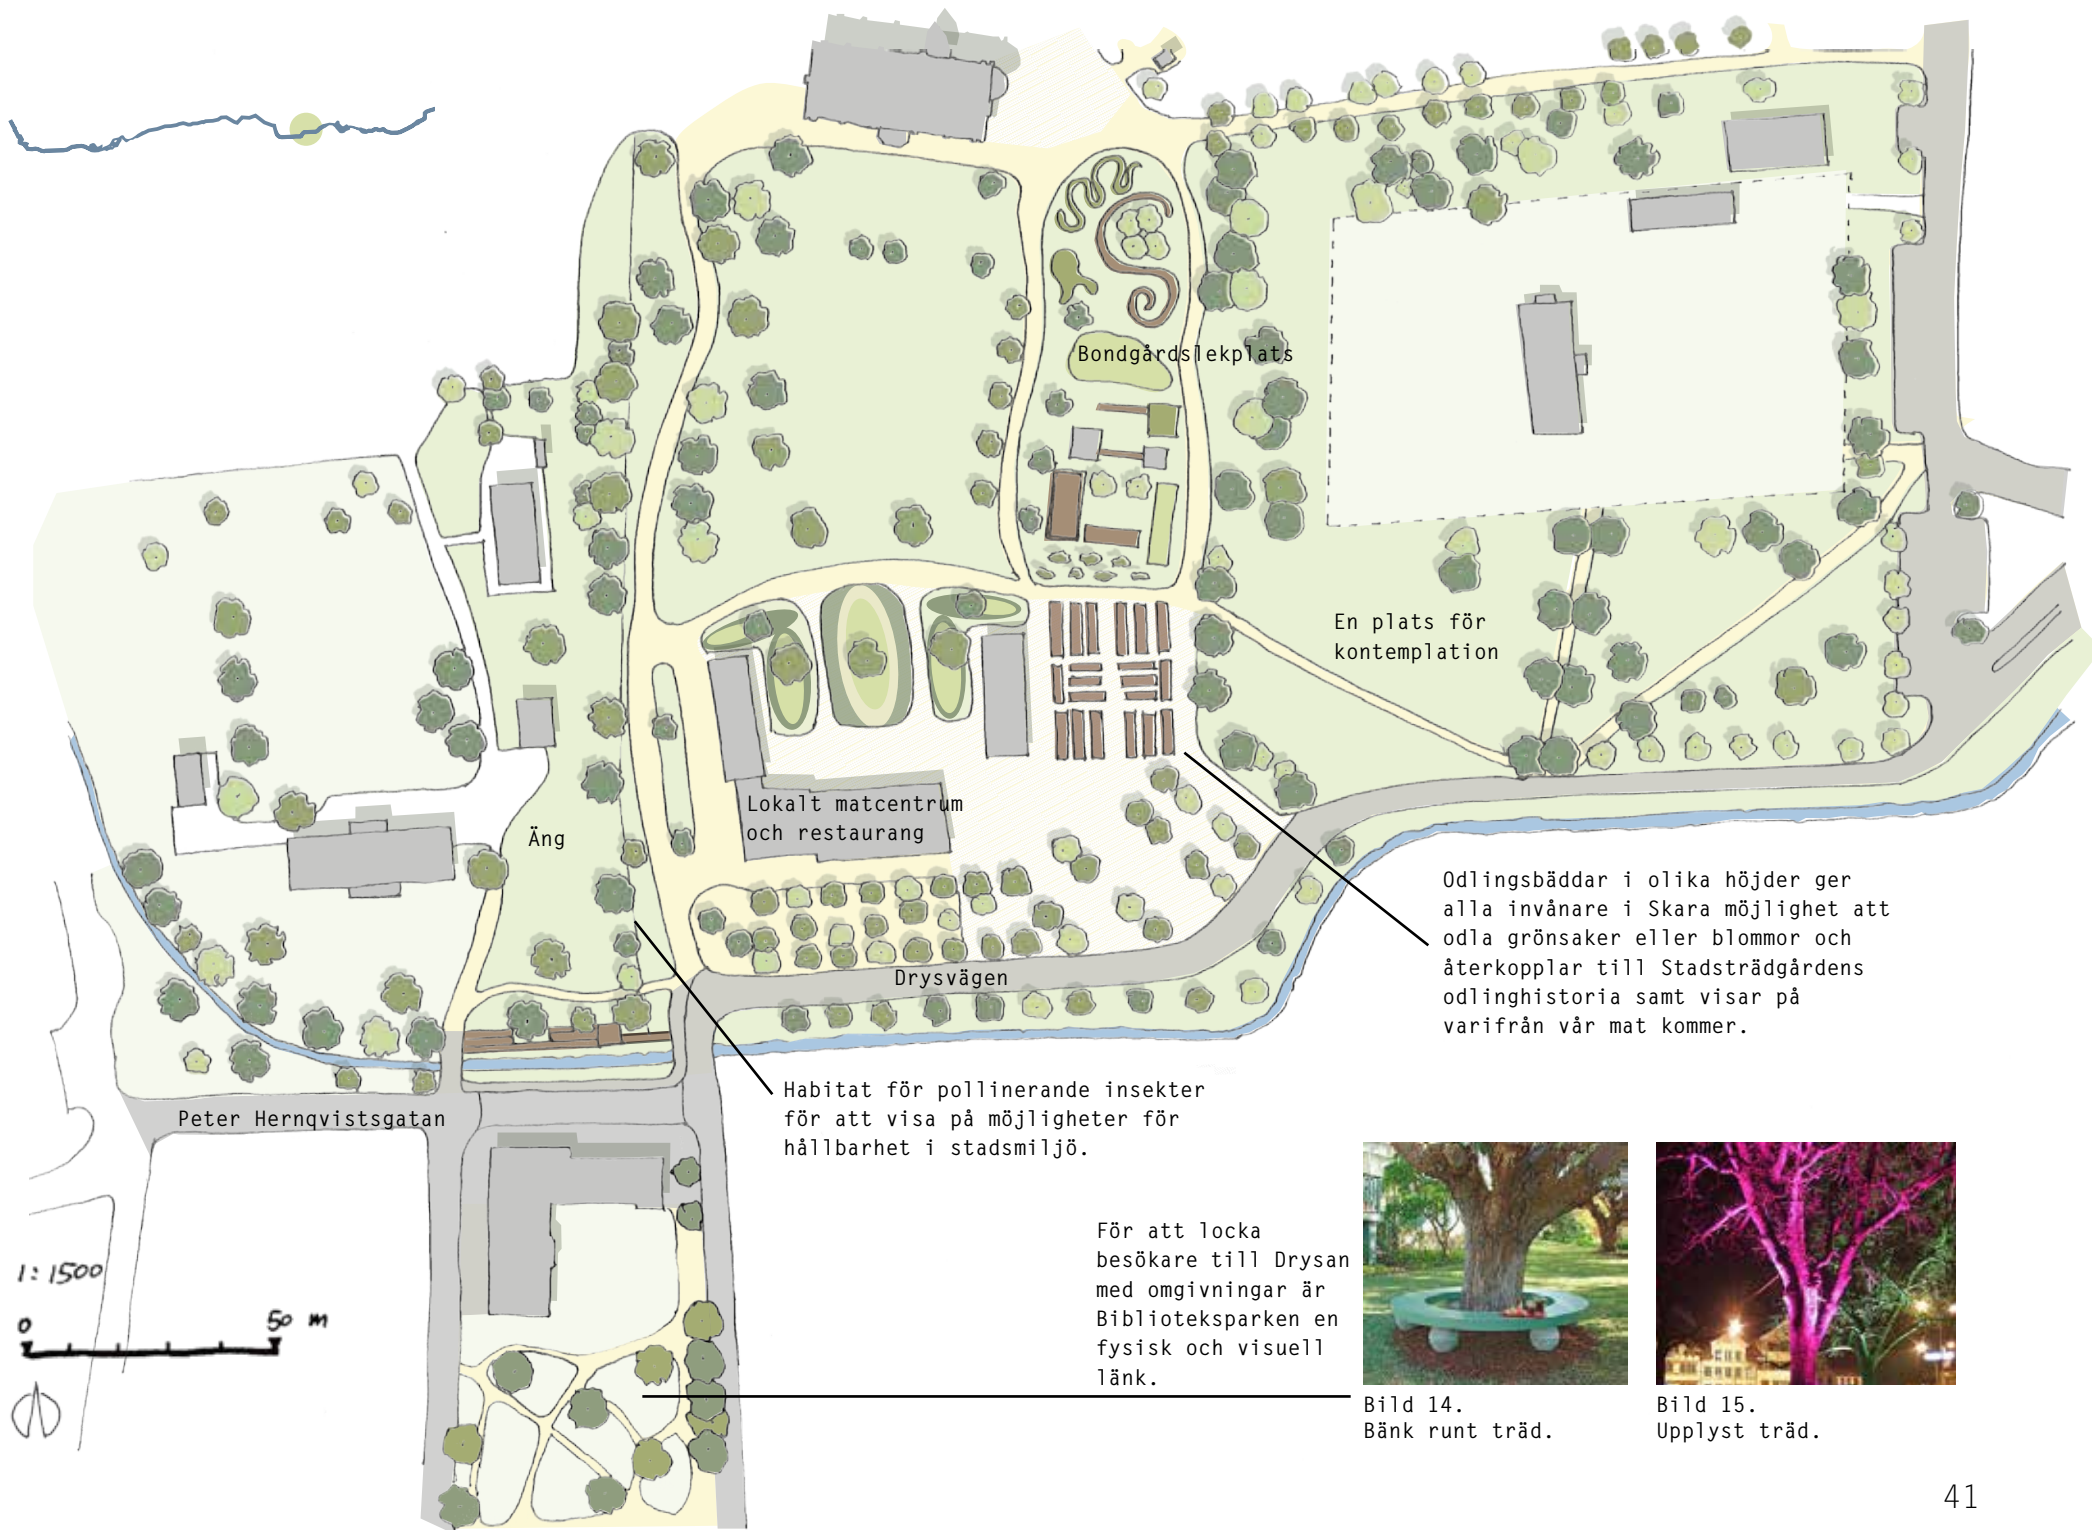 Bondgårdslekplats
En plats för
kontemplation
Lokalt matcentrum
och restaurang
Äng
Odlingsbäddar i olika höjder ger
alla invånare i Skara möjlighet att
odla grönsaker eller blommor och
återkopplar till Stadsträdgårdens
odlinghistoria samt visar på
varifrån vår mat kommer.
Drysvägen
Habitat för pollinerande insekter
för att visa på möjligheter för
hållbarhet i stadsmiljö.
Peter Hernqvistsgatan
1:1500
0 50 m
För att locka
besökare till Drysan
med omgivningar är
Biblioteksparken en
fysisk och visuell
länk.
Bild 14.
Bänk runt träd.
Bild 15.
Upplyst träd.
41